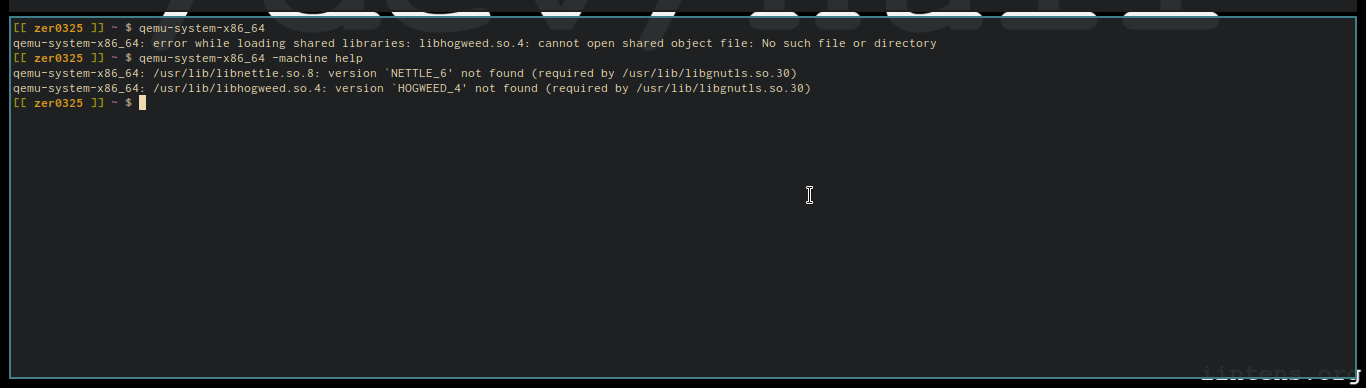 [[ zer0325 ]] ~ $ qemu-system-x86_64
qemu-system-x86_64: error while loading shared libraries: libhogweed.so.4: cannot open shared object file: No such file or directory
[[ zer0325 ]] ~ $ qemu-system-x86_64 -machine help
qemu-system-x86_64: /usr/lib/libnettle.so.8: version `NETTLE_6' not found (required by /usr/lib/libgnutls.so.30)
qemu-system-x86_64: /usr/lib/libhogweed.so.4: version `HOGWEED_4' not found (required by /usr/lib/libgnutls.so.30)
[[ zer0325 ]] ~ $